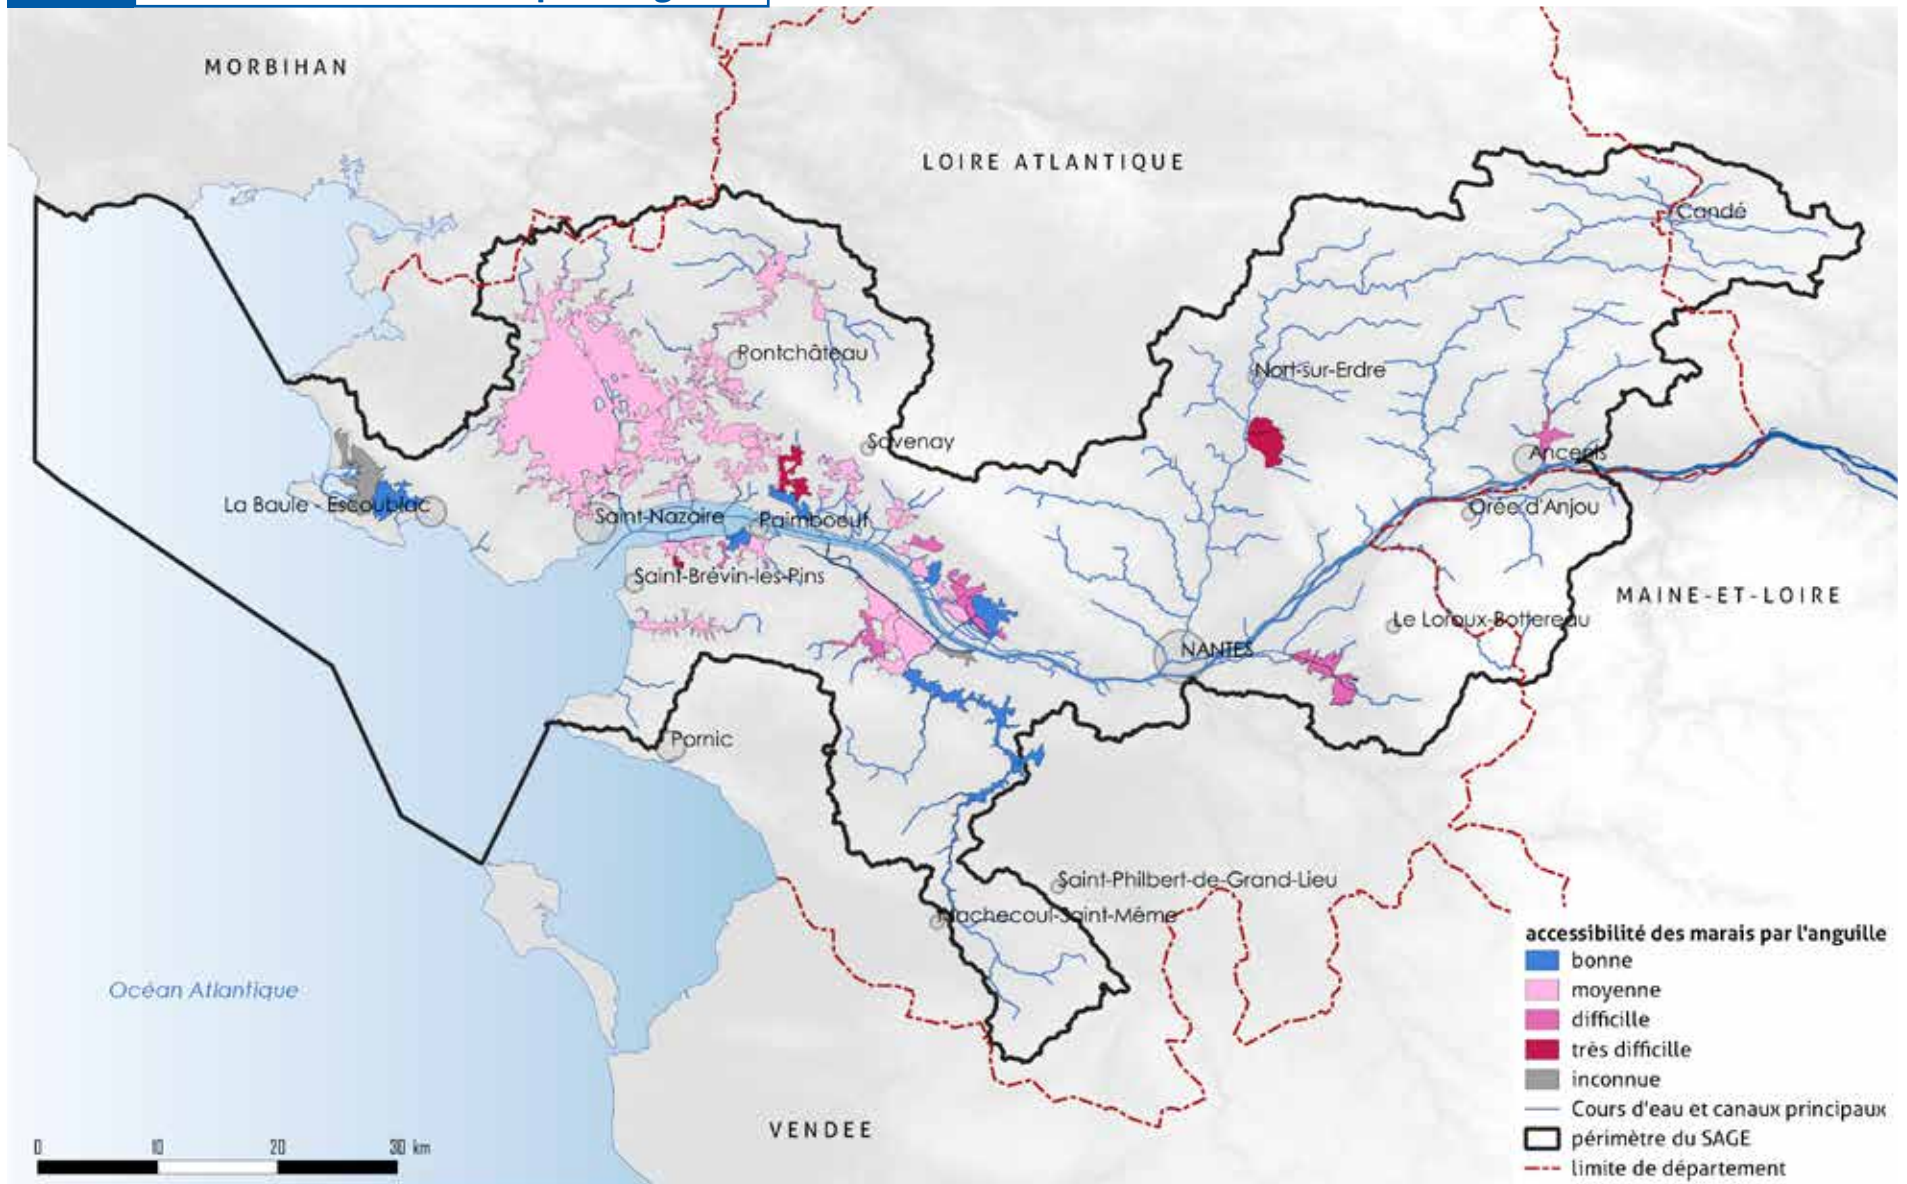 MORBIHAN
LOIRE ATLANTIQUE
Candé
Pontchâteau
Nort-sur-Erdre
Savenay
Ancenis
La Baule - Escoublac
Saint-Nazaire
Paimboeuf
Orée d'Anjou
Saint-Brévin-les-Pins
MAINE-ET-LOIRE
Le Loroux-Bottereau
NANTES
Pornic
Saint-Philbert-de-Grand-Lieu
Machecoul-Saint-Même
Océan Atlantique
VENDEE
accessibilité des marais par l'anguille
bonne
moyenne
difficille
très difficille
inconnue
Cours d'eau et canaux principaux
périmètre du SAGE
limite de département
0 10 20 30 km